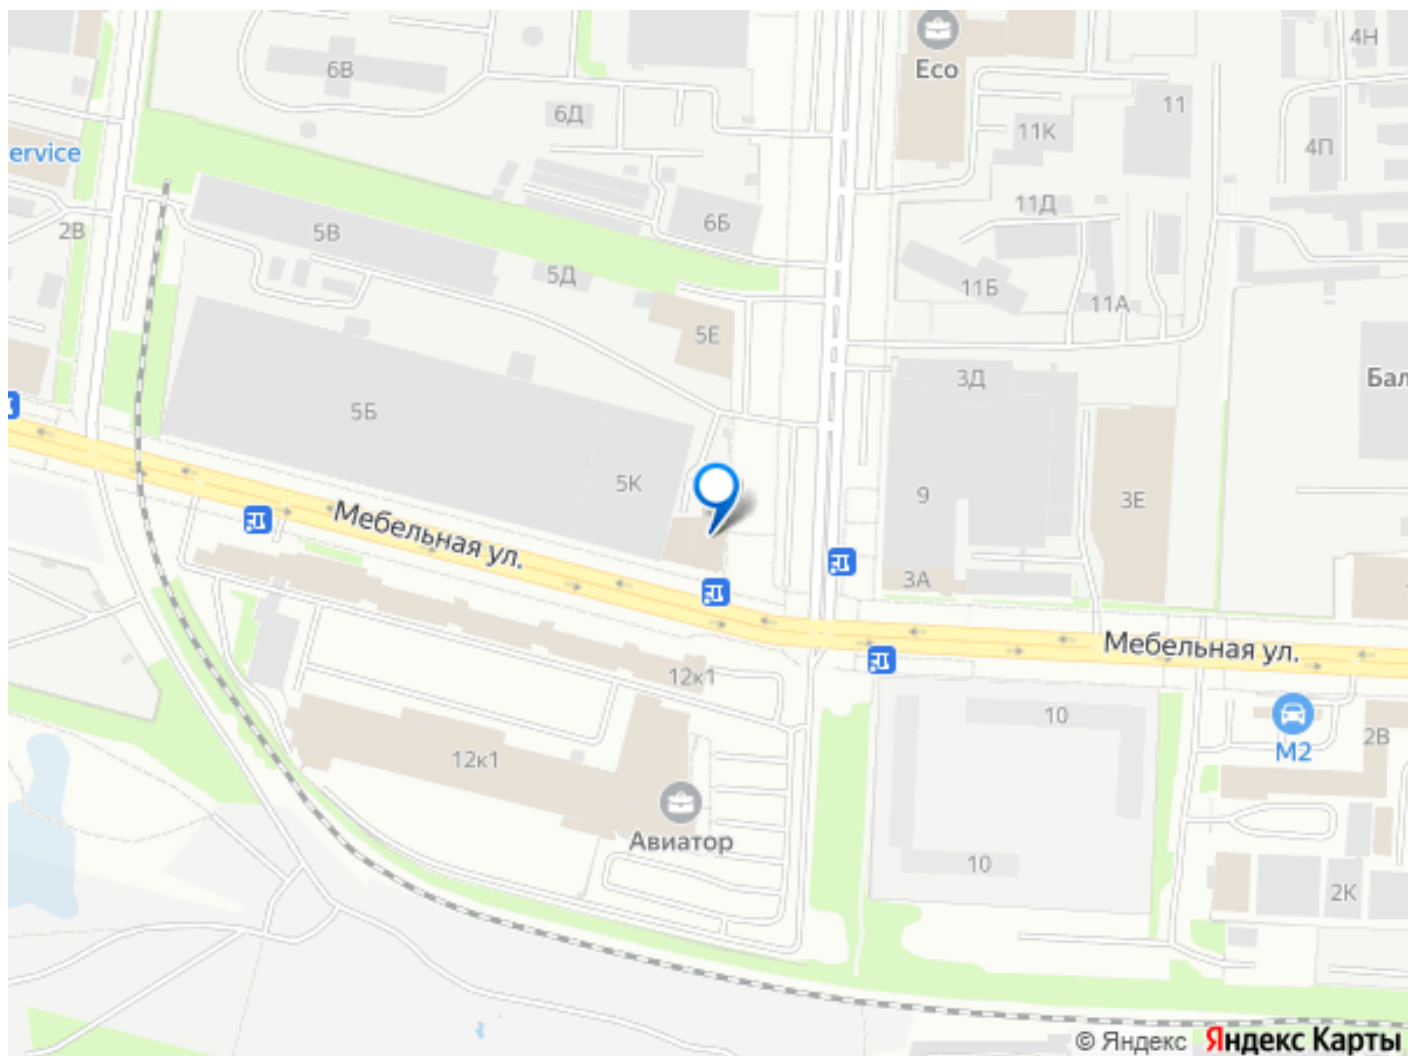 4Н
Eco
6В
11
6Д
11К
ervice
4П
11Д
6Б
2В
5В
5Д
11Б
11А
5Е
3Д
Бал
5Б
5К
9
3Е
Мебельная ул.
3А
Мебельная ул.
12к1
10
2В
М2
12к1
Авиатор
10
2К
© Яндекс Яндекс Карты